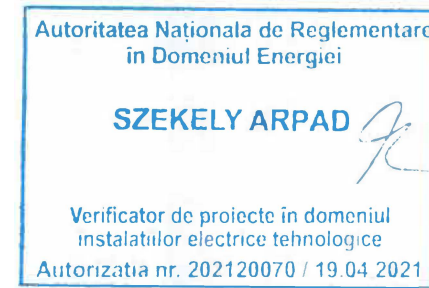 Autoritatea Naționala de Reglementare
în Domeniul Energiei
SZEKELY ARPAD
Verificator de proiecte în domeniul
instalatiilor electrice tehnologice
Autorizatia nr. 202120070 / 19.04 2021